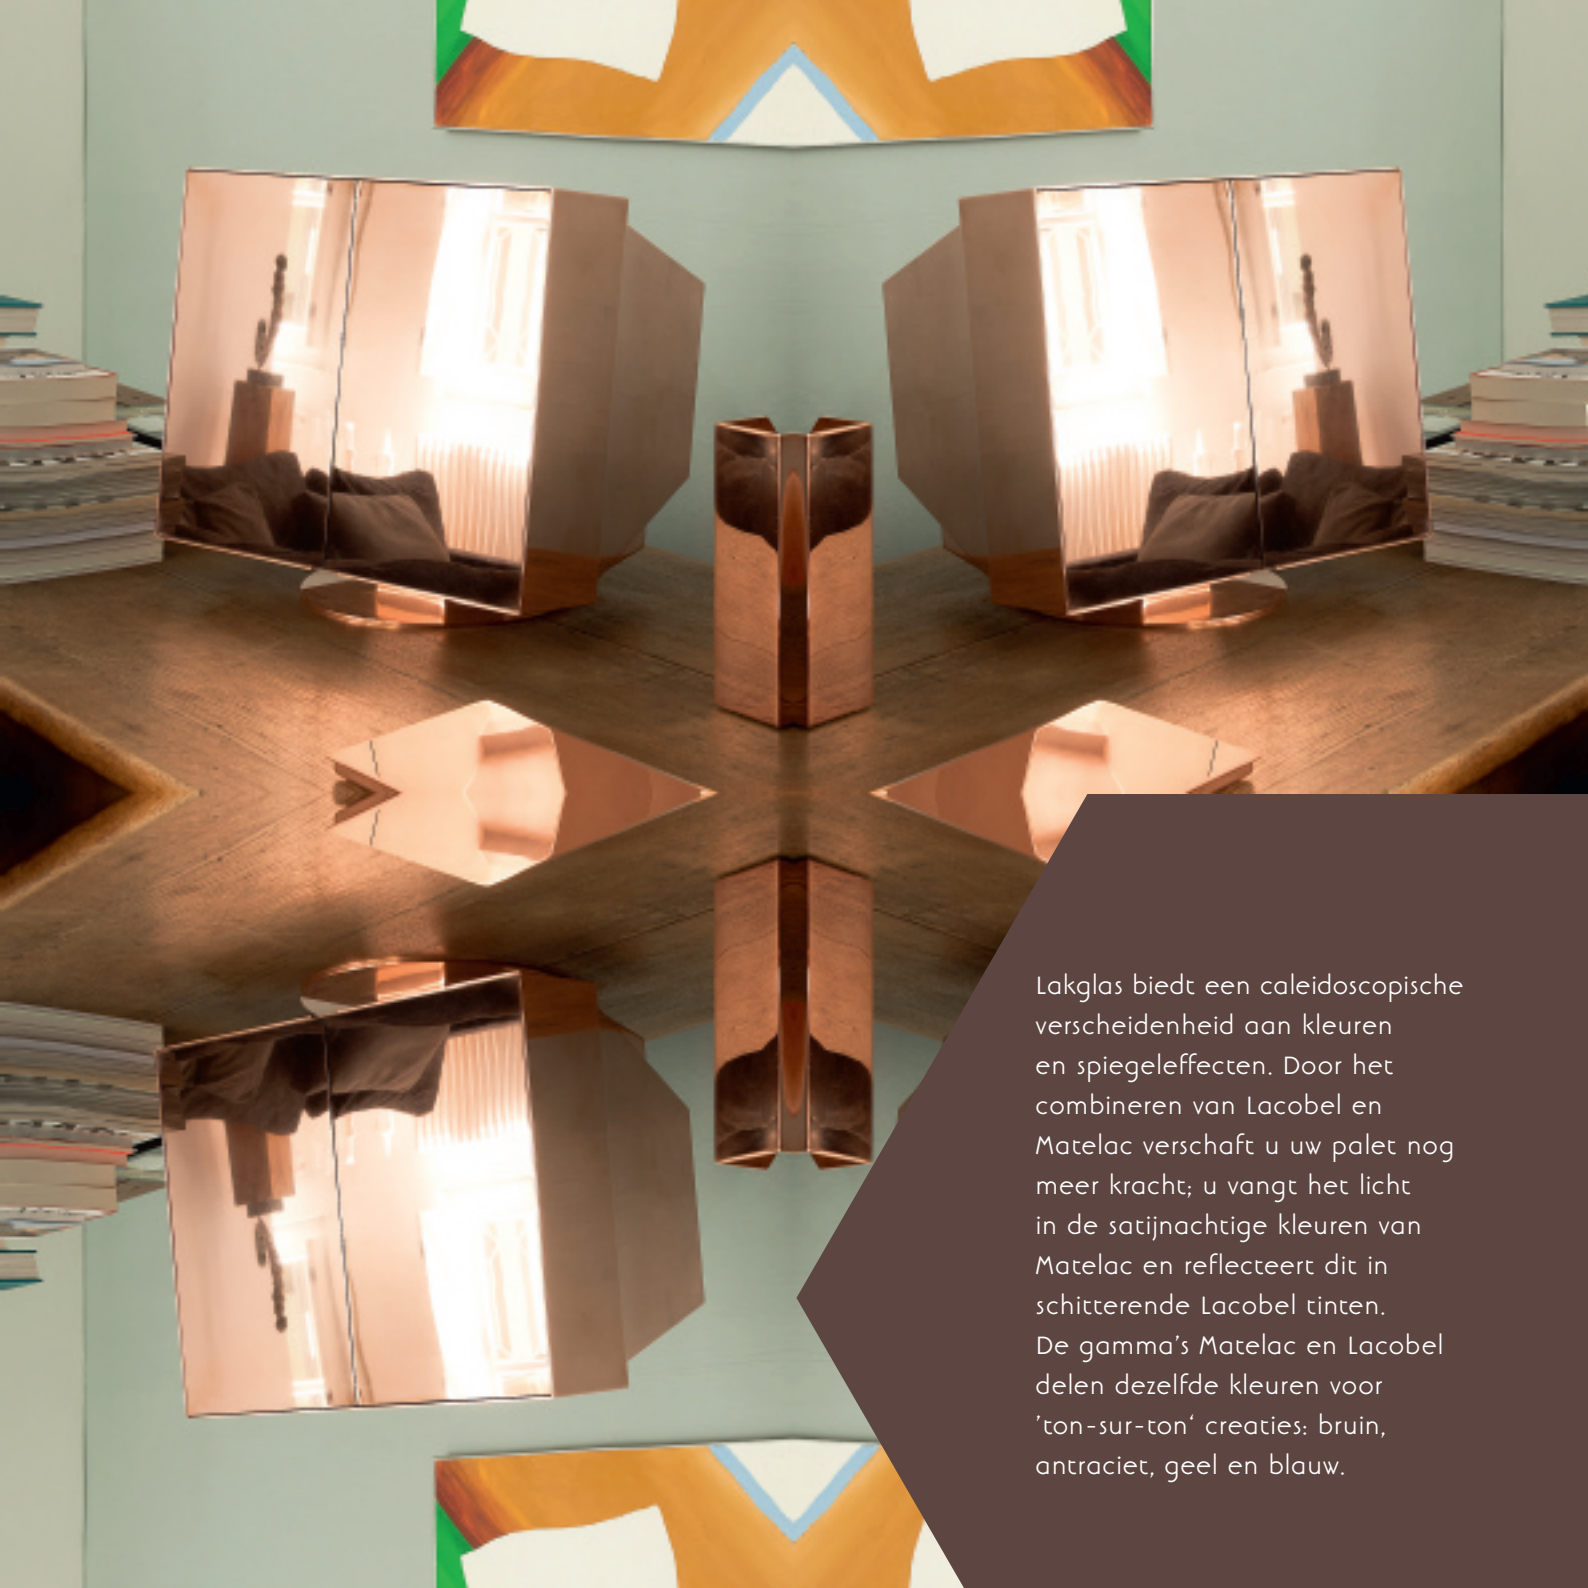 Lakglas biedt een caleidoscopische
verscheidenheid aan kleuren
en spiegeleffecten. Door het
combineren van Lacobel en
Matelac verschaft u uw palet nog
meer kracht; u vangt het licht
in de satijnachtige kleuren van
Matelac en reflecteert dit in
schitterende Lacobel tinten.
De gamma's Matelac en Lacobel
delen dezelfde kleuren voor
'ton-sur-ton‘ creaties: bruin,
antraciet, geel en blauw.